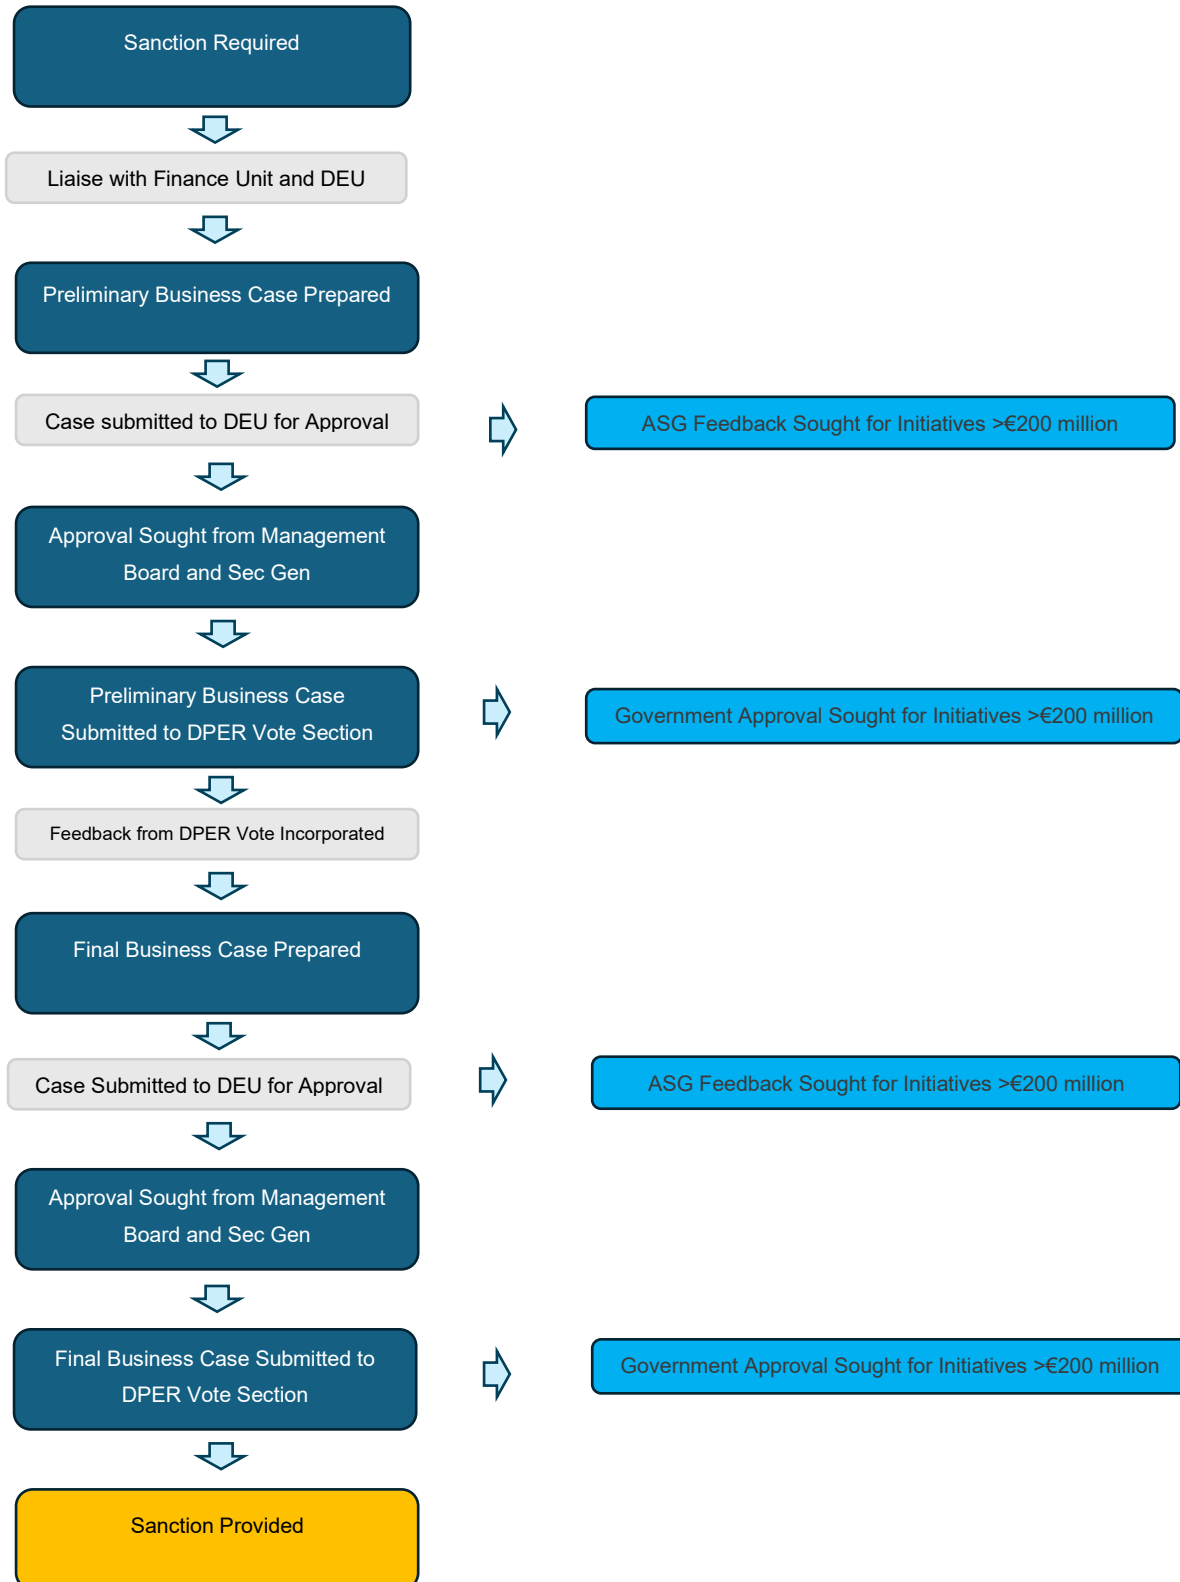 Sanction Required
Liaise with Finance Unit and DEU
Preliminary Business Case Prepared
Case submitted to DEU for Approval
ASG Feedback Sought for Initiatives >€200 million
Approval Sought from Management
Board and Sec Gen
Preliminary Business Case
Submitted to DPER Vote Section
Government Approval Sought for Initiatives >€200 million
Feedback from DPER Vote Incorporated
Final Business Case Prepared
Case Submitted to DEU for Approval
ASG Feedback Sought for Initiatives >€200 million
Approval Sought from Management
Board and Sec Gen
Final Business Case Submitted to
DPER Vote Section
Government Approval Sought for Initiatives >€200 million
Sanction Provided